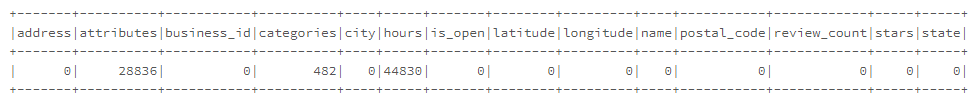 +-------+----------+-----------+----------+----+-----+-------+--------+---------+----+-----------+------------+-----+-----+
|address|attributes|business_id|categories|city|hours|is_open|latitude|longitude|name|postal_code|review_count|stars|state|
+-------+----------+-----------+----------+----+-----+-------+--------+---------+----+-----------+------------+-----+-----+
|      0|     28836|          0|       482|   0|44830|      0|       0|        0|   0|          0|           0|    0|    0|
+-------+----------+-----------+----------+----+-----+-------+--------+---------+----+-----------+------------+-----+-----+